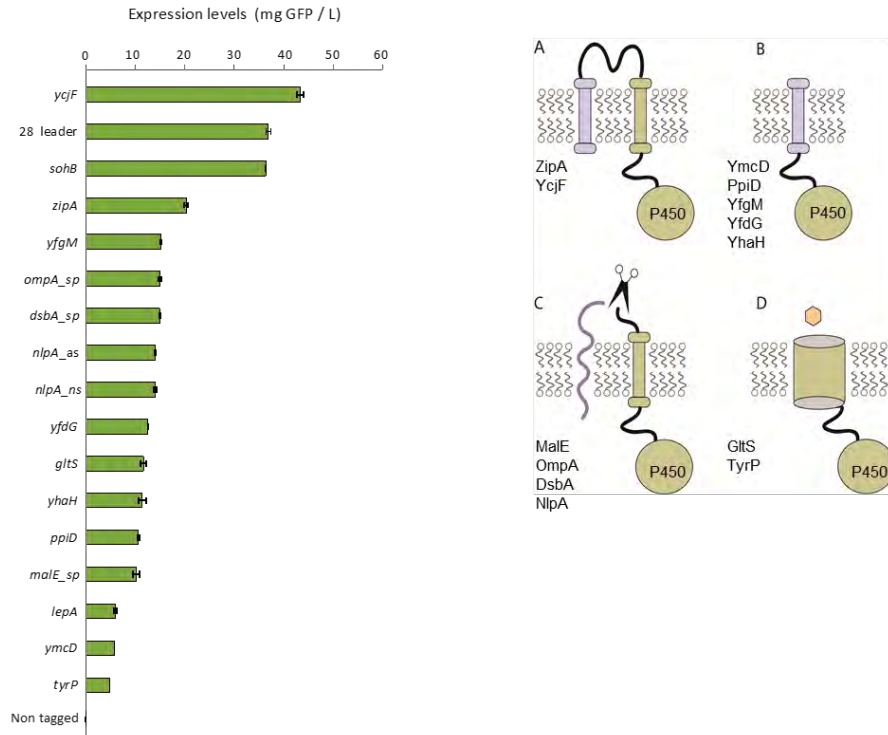 Expression levels (mg GFP / L)
0 10 20 30 40 50 60
ycjF
28 leader
sohB
zipA
yfgM
ompA_sp
dsbA_sp
nlpA_as
nlpA_ns
yfdG
gltS
yhaH
ppiD
malE_sp
lepA
ymcD
tyrP
Non tagged
A
ZipA
YcjF
P450
B
YmcD
PpiD
YfgM
YfdG
YhaH
P450
C
MalE
OmpA
DsbA
NlpA
P450
D
GltS
TyrP
P450